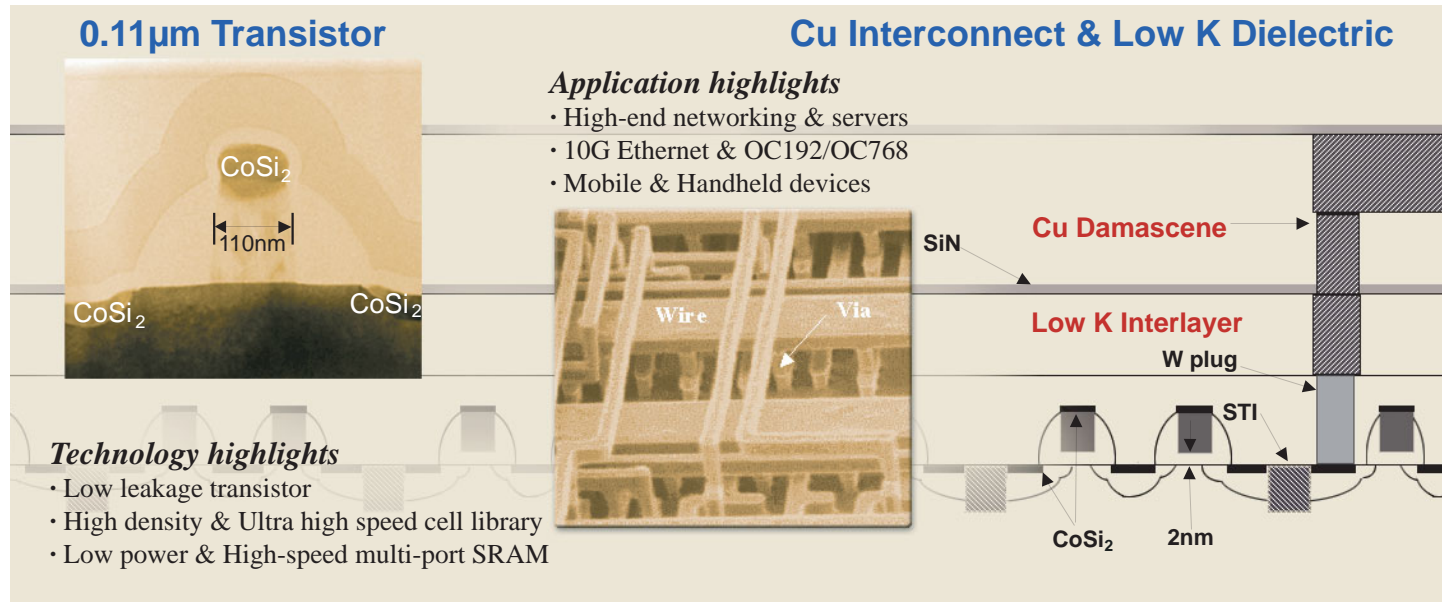 0.11µm Transistor
Cu Interconnect & Low K Dielectric
CoSi2
110nm
CoSi2
CoSi2
Application highlights
· High-end networking & servers
· 10G Ethernet & OC192/OC768
· Mobile & Handheld devices
Wire
Via
Technology highlights
· Low leakage transistor
· High density & Ultra high speed cell library
· Low power & High-speed multi-port SRAM
Cu Damascene
SiN
Low K Interlayer
W plug
STI
CoSi2
2nm